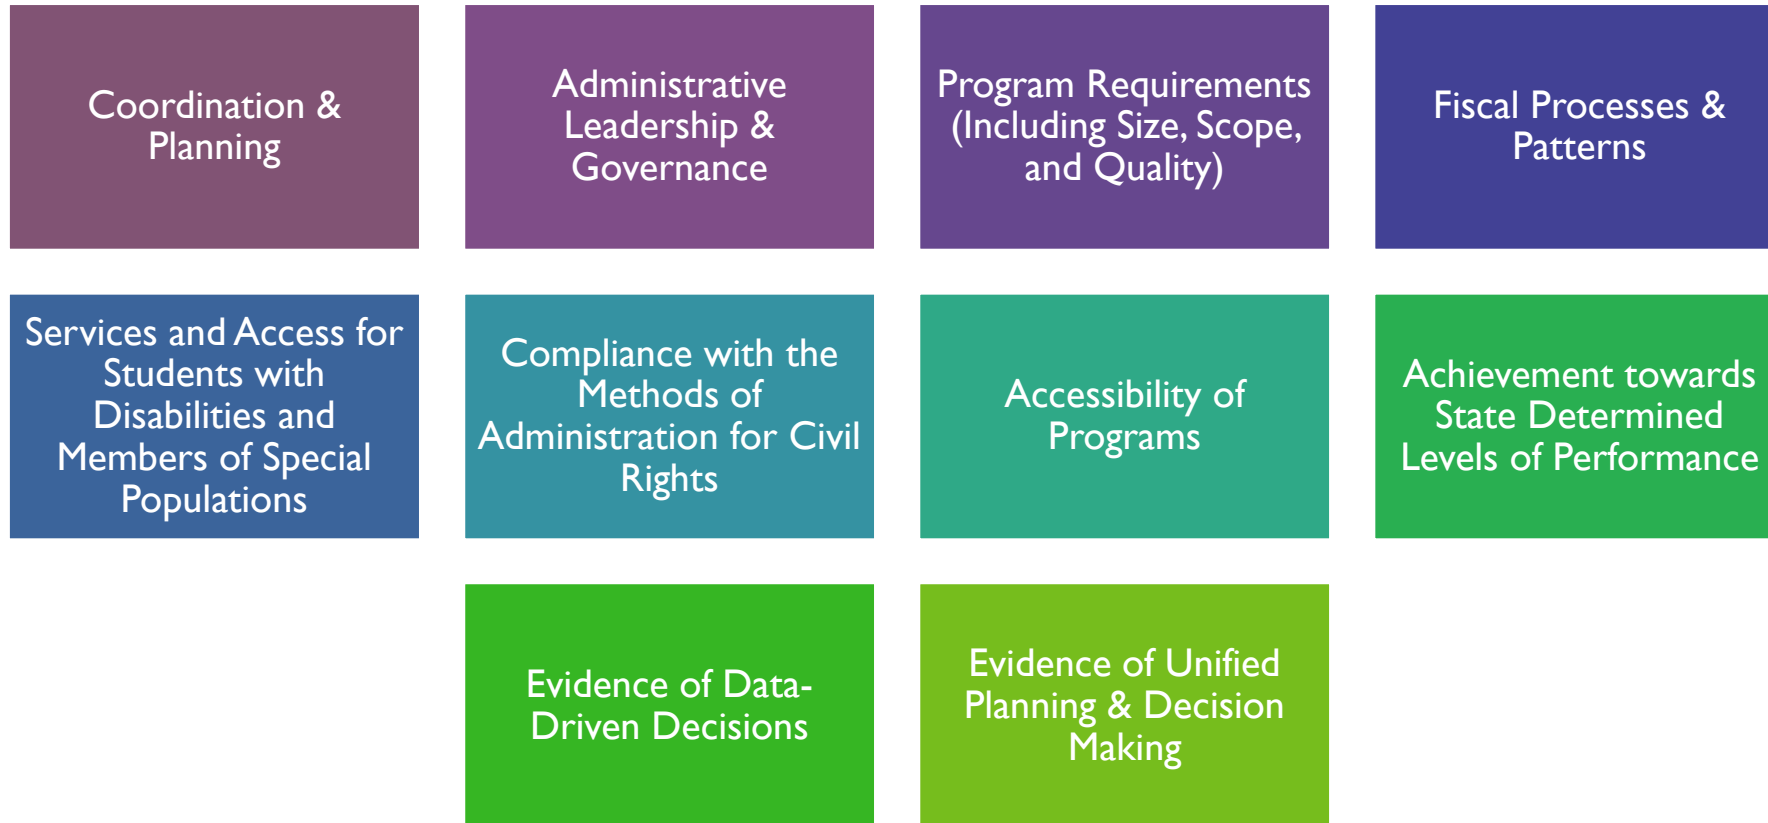 Coordination &
Planning
Administrative
Leadership &
Governance
Program Requirements
(Including Size, Scope,
and Quality)
Fiscal Processes &
Patterns
Services and Access for
Students with
Disabilities and
Members of Special
Populations
Compliance with the
Methods of
Administration for Civil
Rights
Accessibility of
Programs
Achievement towards
State Determined
Levels of Performance
Evidence of Data-
Driven Decisions
Evidence of Unified
Planning & Decision
Making